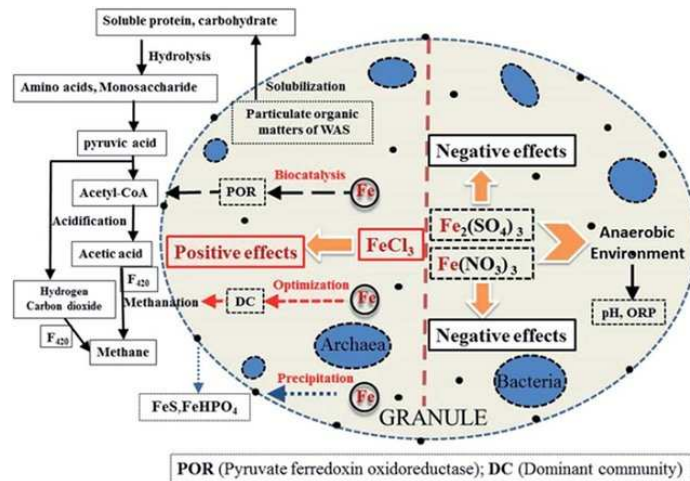 Soluble protein, carbohydrate
Hydrolysis
Solubilization
Amino acids, Monosaccharide
Particulate organic
matters of WAS
pyruvic acid
Negative effects
Biocatalysis
Acetyl-CoA
POR
Fe
Acidification
Positive effects
FeCl3
Fe2(SO4)3
Fe(NO3)3
Anaerobic
Environment
Acetic acid
F420
Optimization
Methanation
DC
Fe
pH, ORP
Hydrogen
Carbon dioxide
F420
Methane
Archaea
Negative effects
Precipitation
Fe
Bacteria
FeS,FeHPO4
GRANULE
POR (Pyruvate ferredoxin oxidoreductase); DC (Dominant community)